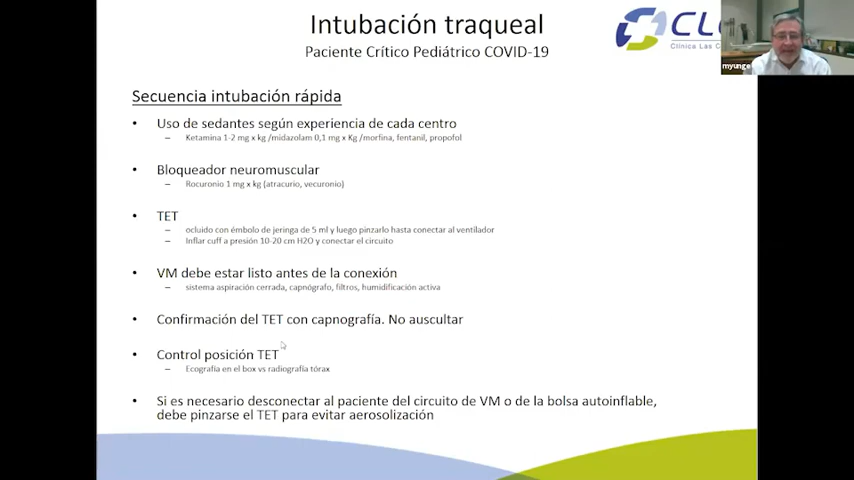 Intubación traqueal
Paciente Crítico Pediátrico COVID-19
Clínica Las
myunge
Secuencia intubación rápida
• Uso de sedantes según experiencia de cada centro
– Ketamina 1-2 mg x kg /midazolam 0,1 mg x Kg /morfina, fentanil, propofol
• Bloqueador neuromuscular
– Rocuronio 1 mg x kg (atracurio, vecuronio)
• TET
– ocluido con émbolo de jeringa de 5 ml y luego pinzarlo hasta conectar al ventilador
– Inflar cuff a presión 10-20 cm H2O y conectar el circuito
• VM debe estar listo antes de la conexión
– sistema aspiración cerrada, capnógrafo, filtros, humidificación activa
• Confirmación del TET con capnografía. No auscultar
• Control posición TET
– Ecografía en el box vs radiografía tórax
• Si es necesario desconectar al paciente del circuito de VM o de la bolsa autoinflable,
debe pinzarse el TET para evitar aerosolización